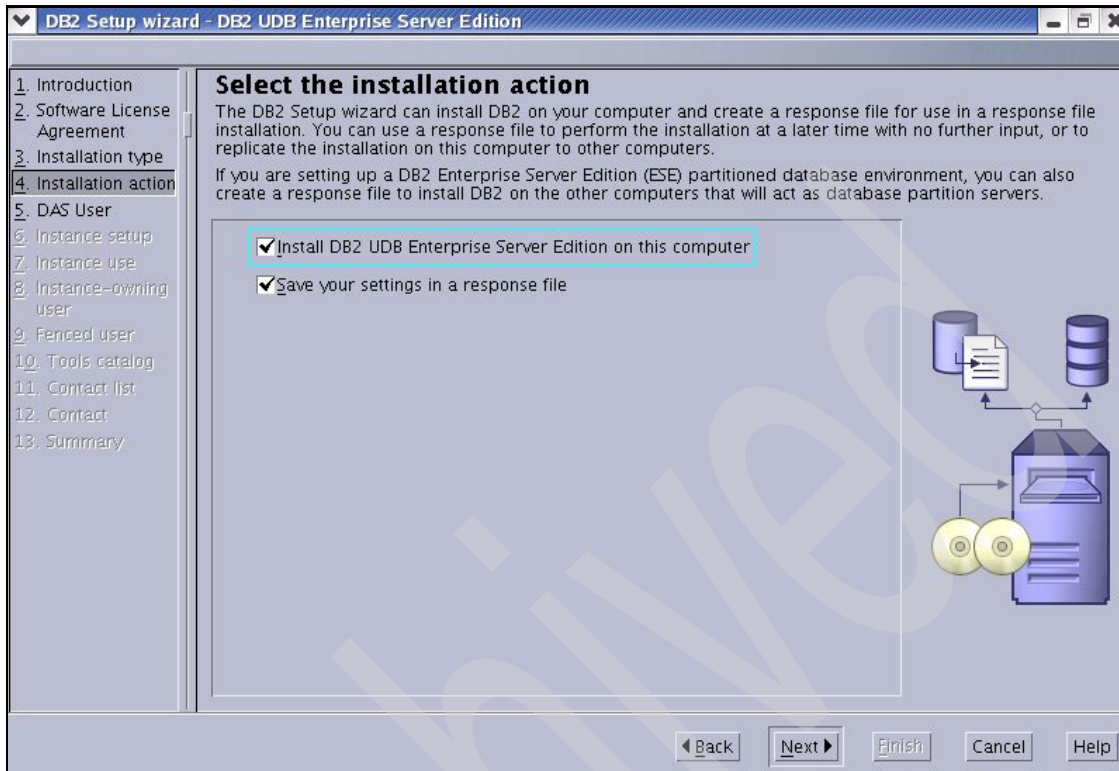 DB2 Setup wizard - DB2 UDB Enterprise Server Edition
1. Introduction
2. Software License
Agreement
3. Installation type
4. Installation action
5. DAS User
6. Instance setup
7. Instance use
8. Instance-owning
user
9. Fenced user
10. Tools catalog
11. Contact list
12. Contact
13. Summary
Select the installation action
The DB2 Setup wizard can install DB2 on your computer and create a response file for use in a response file
installation. You can use a response file to perform the installation at a later time with no further input, or to
replicate the installation on this computer to other computers.
If you are setting up a DB2 Enterprise Server Edition (ESE) partitioned database environment, you can also
create a response file to install DB2 on the other computers that will act as database partition servers.
Install DB2 UDB Enterprise Server Edition on this computer
Save your settings in a response file
Back
Next
Finish
Cancel
Help